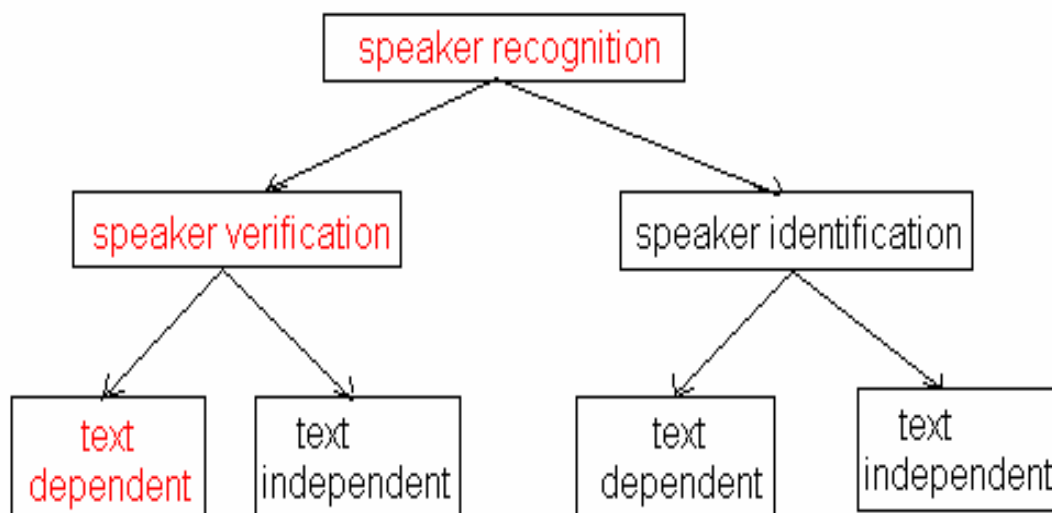 speaker recognition
speaker verification
speaker identification
text
dependent
text
independent
text
dependent
text
independent